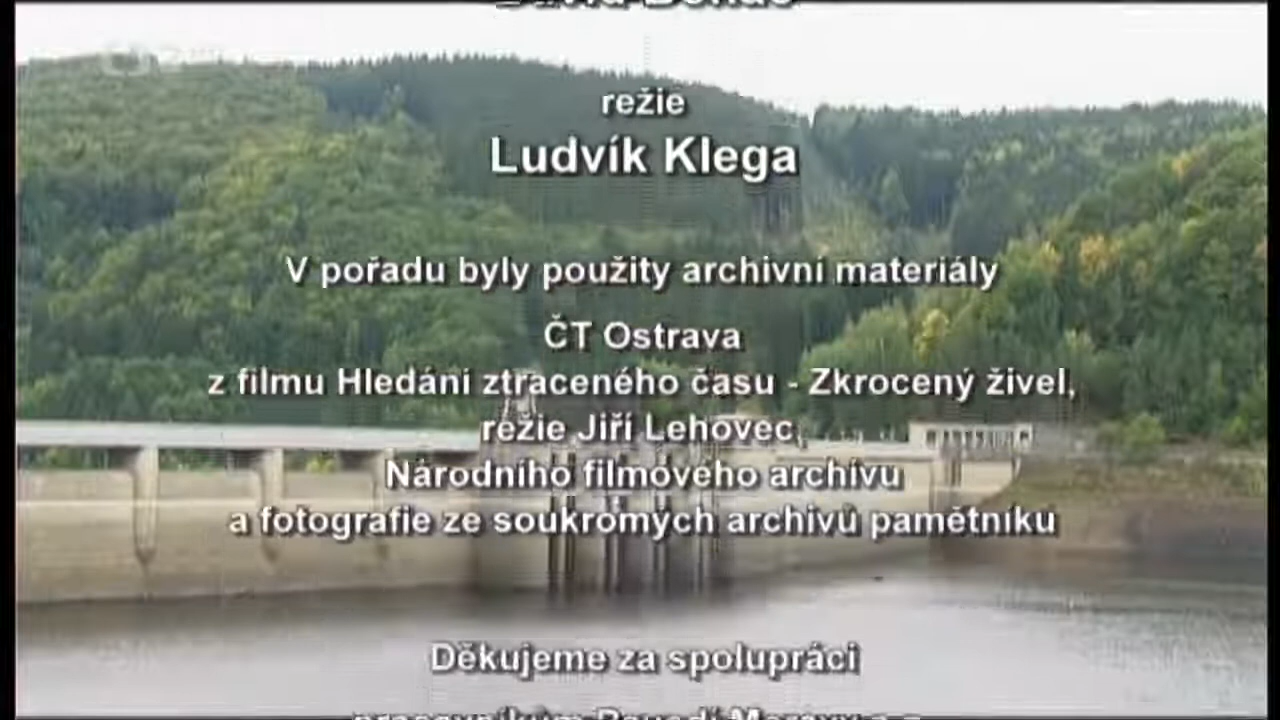 režie
Ludvík Klega
V pořadu byly použity archivní materiály
ČT Ostrava
z filmu Hledání ztraceného času - Zkrocený živel,
režie Jiří Lehovec,
Národního filmového archivu
a fotografie ze soukromých archivů pamětníku
Děkujeme za spolupráci